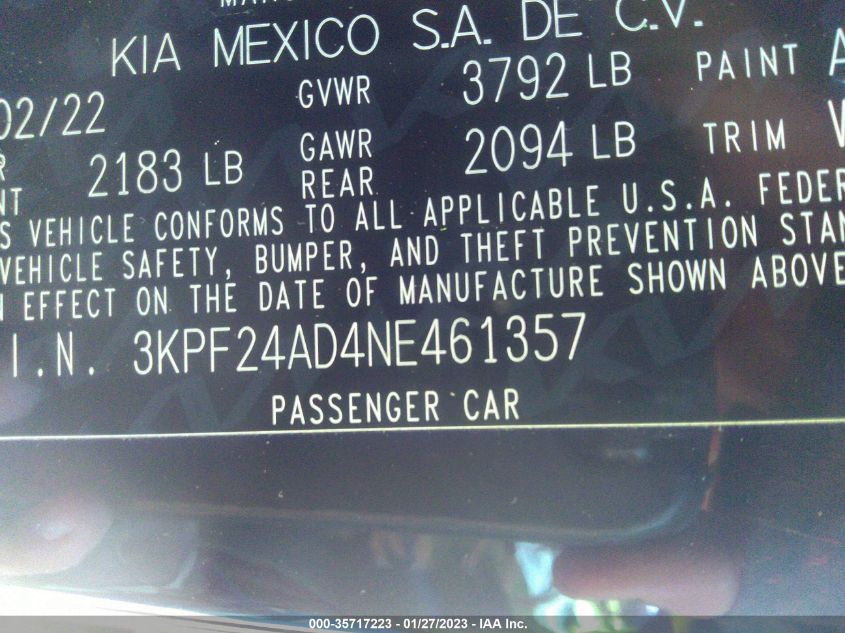 KIA MEXICO S.A. DE C.V.
02/22 GVWR 3792 LB PAINT A
2183 LB GAWR REAR 2094 LB TRIM
VEHICLE CONFORMS TO ALL APPLICABLE U.S.A. FEDER
VEHICLE SAFETY, BUMPER, AND THEFT PREVENTION STAN
EFFECT ON THE DATE OF MANUFACTURE SHOWN ABOVE
I.N. 3KPF24AD4NE461357
PASSENGER CAR
000-35717223 - 01/27/2023 - IAA Inc.